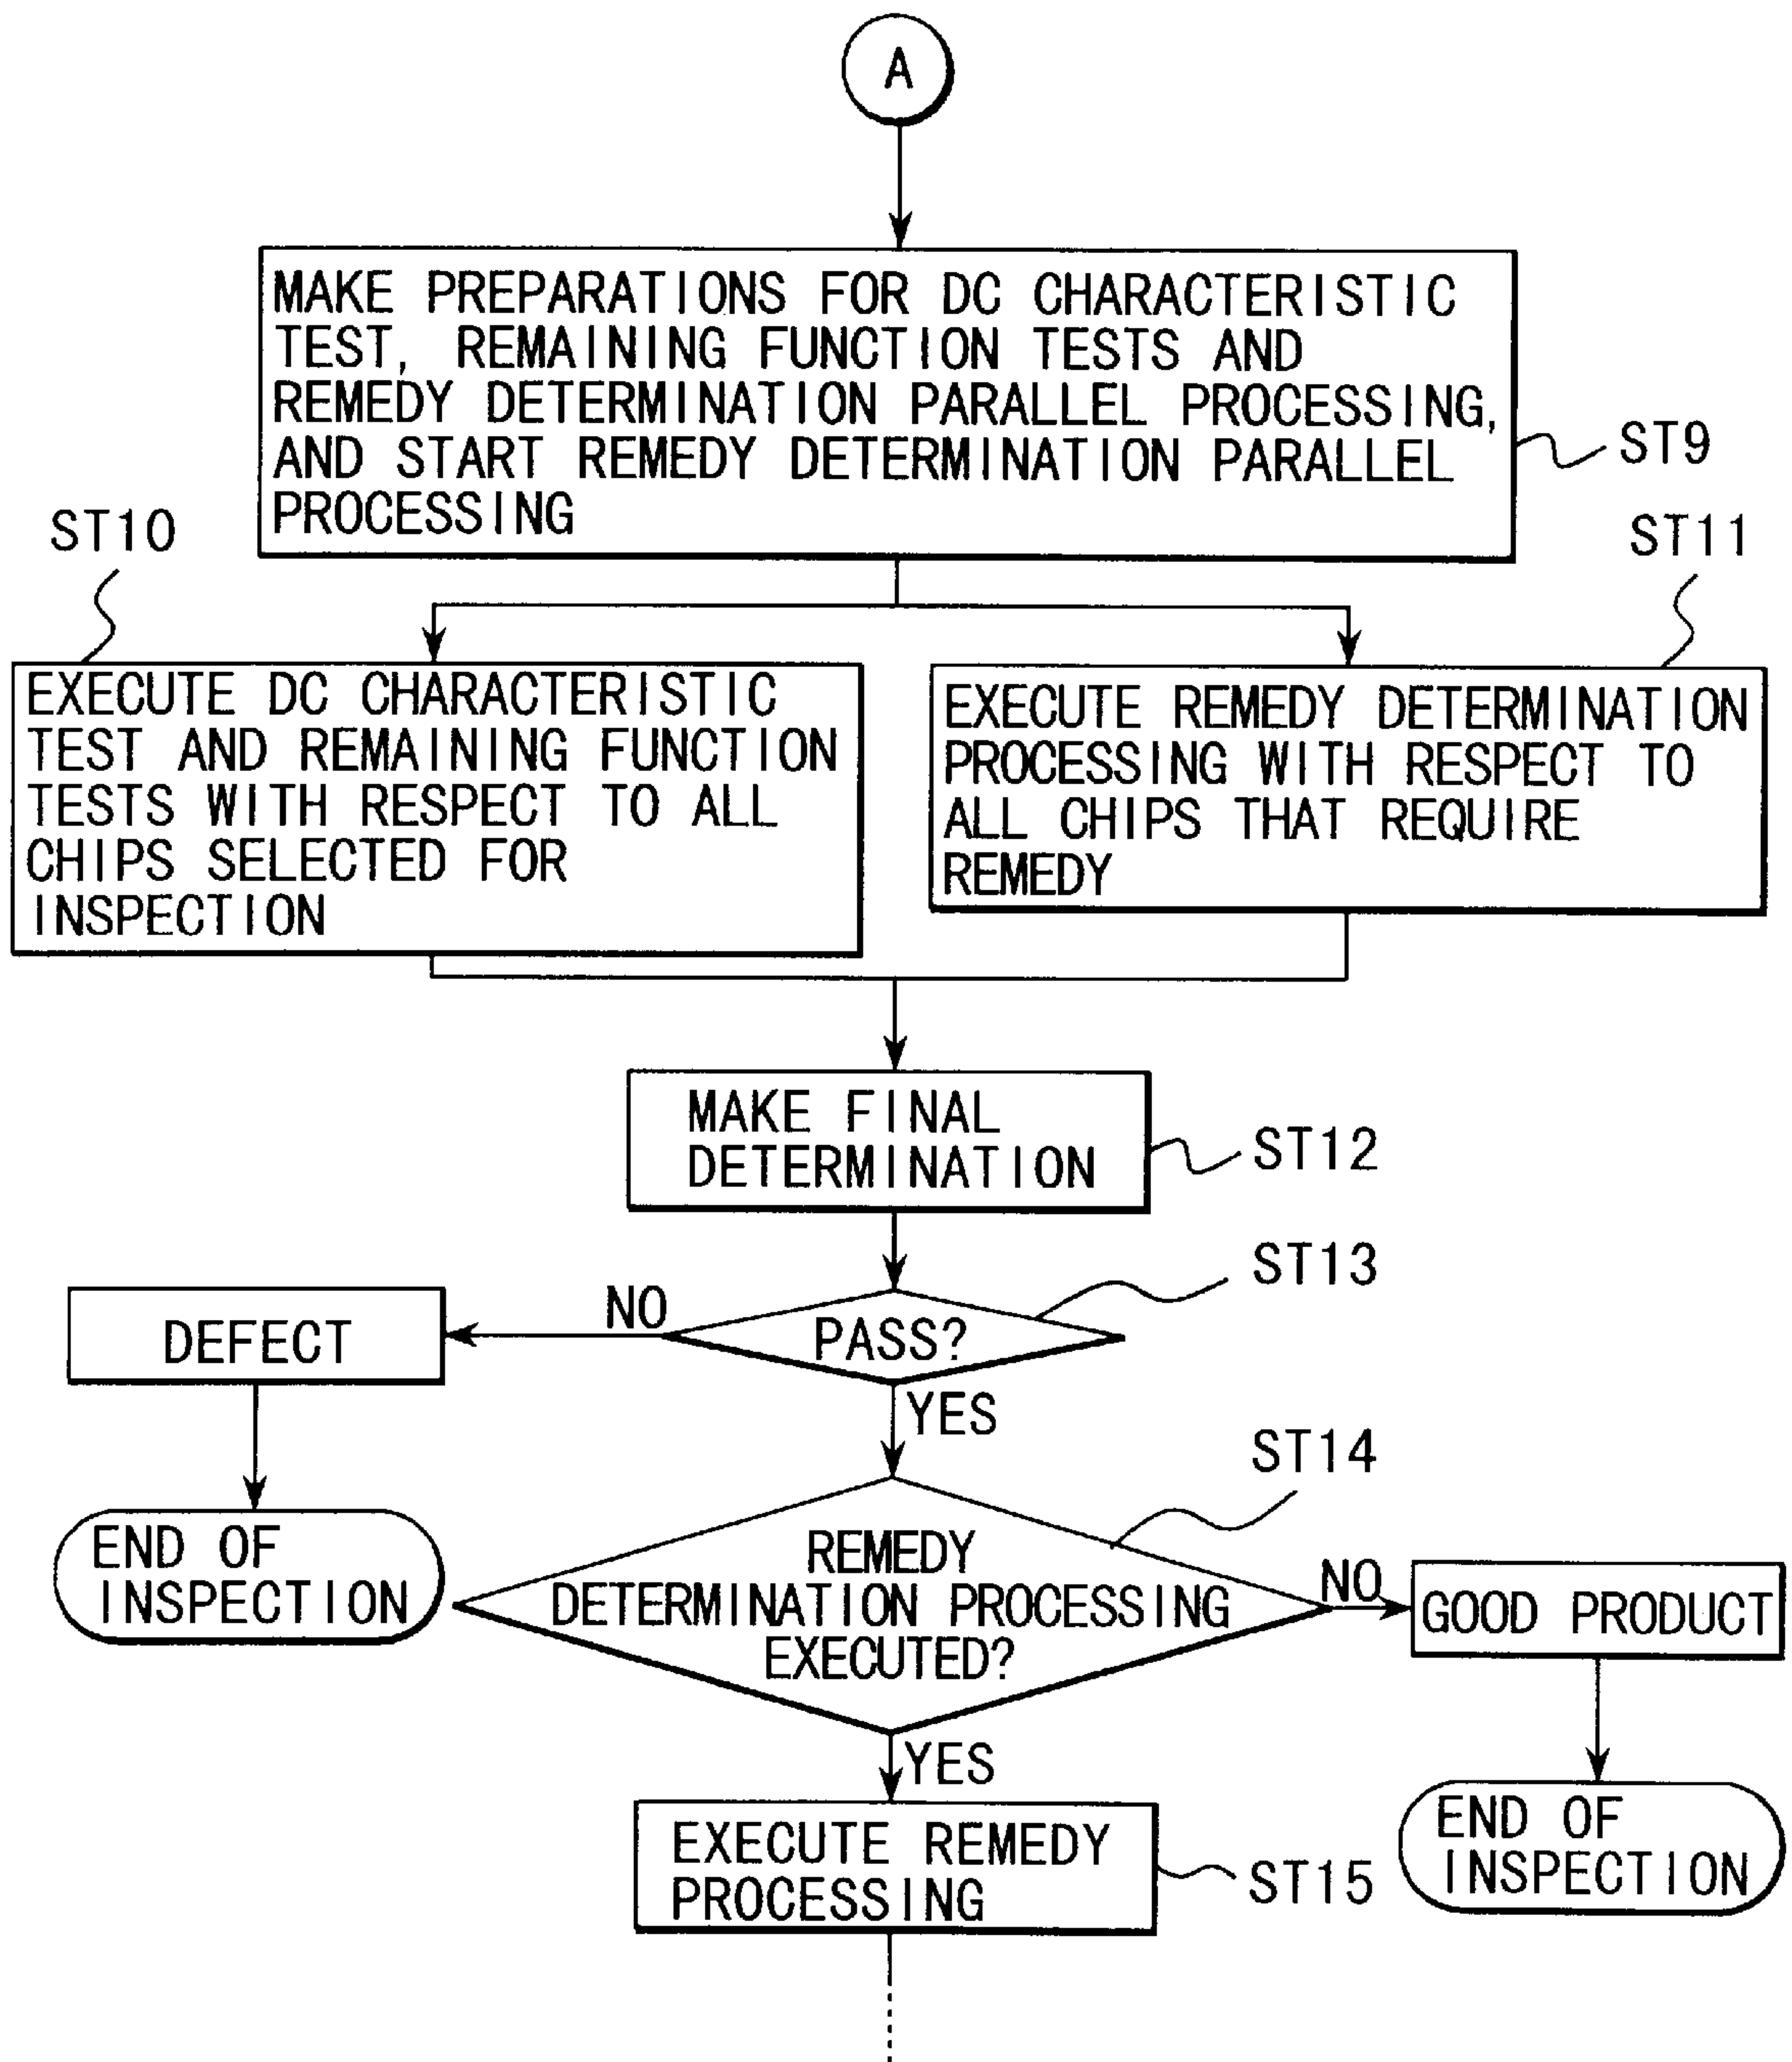 A
MAKE PREPARATIONS FOR DC CHARACTERISTIC
TEST, REMAINING FUNCTION TESTS AND
REMEDY DETERMINATION PARALLEL PROCESSING,
AND START REMEDY DETERMINATION PARALLEL
PROCESSING
ST9
ST10
ST11
EXECUTE DC CHARACTERISTIC
TEST AND REMAINING FUNCTION
TESTS WITH RESPECT TO ALL
CHIPS SELECTED FOR
INSPECTION
EXECUTE REMEDY DETERMINATION
PROCESSING WITH RESPECT TO
ALL CHIPS THAT REQUIRE
REMEDY
MAKE FINAL
DETERMINATION
ST12
ST13
PASS?
NO
DEFECT
END OF
INSPECTION
YES
ST14
REMEDY
DETERMINATION PROCESSING
EXECUTED?
NO
GOOD PRODUCT
END OF
INSPECTION
YES
EXECUTE REMEDY
PROCESSING
ST15